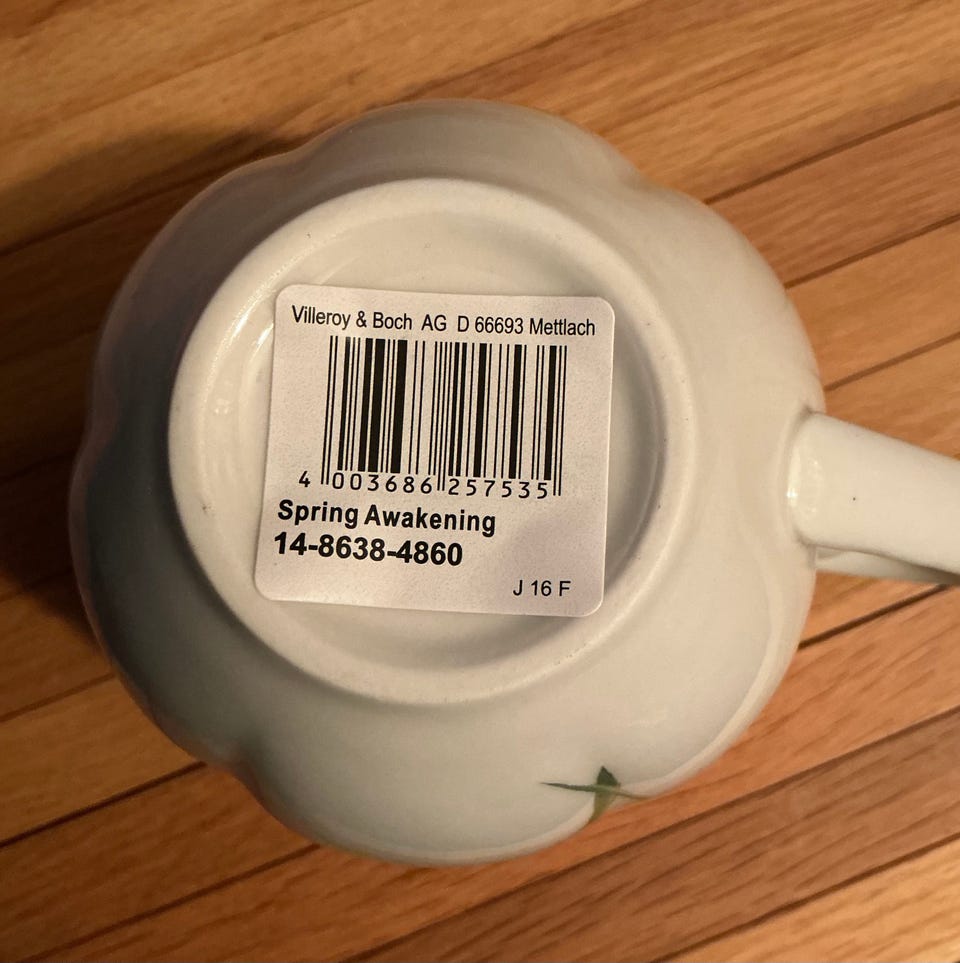 Villeroy & Boch AG D 66693 Mettlach
4 003686 257535
Spring Awakening
14-8638-4860
J 16 F